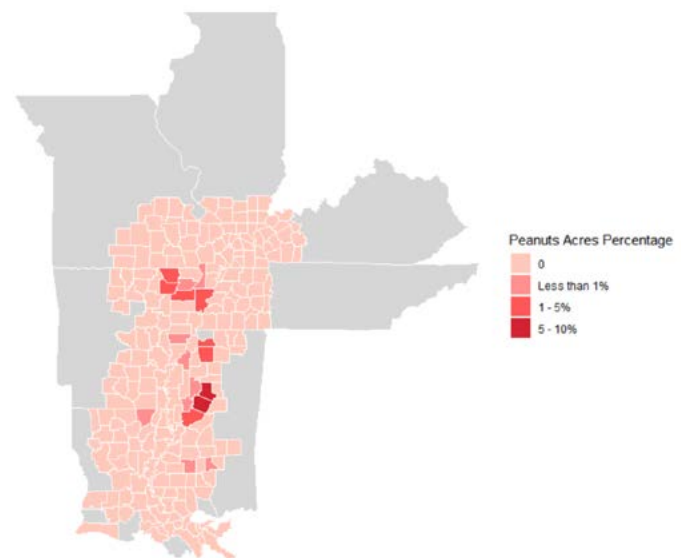 Peanuts Acres Percentage
0
Less than 1%
1 - 5%
5 - 10%